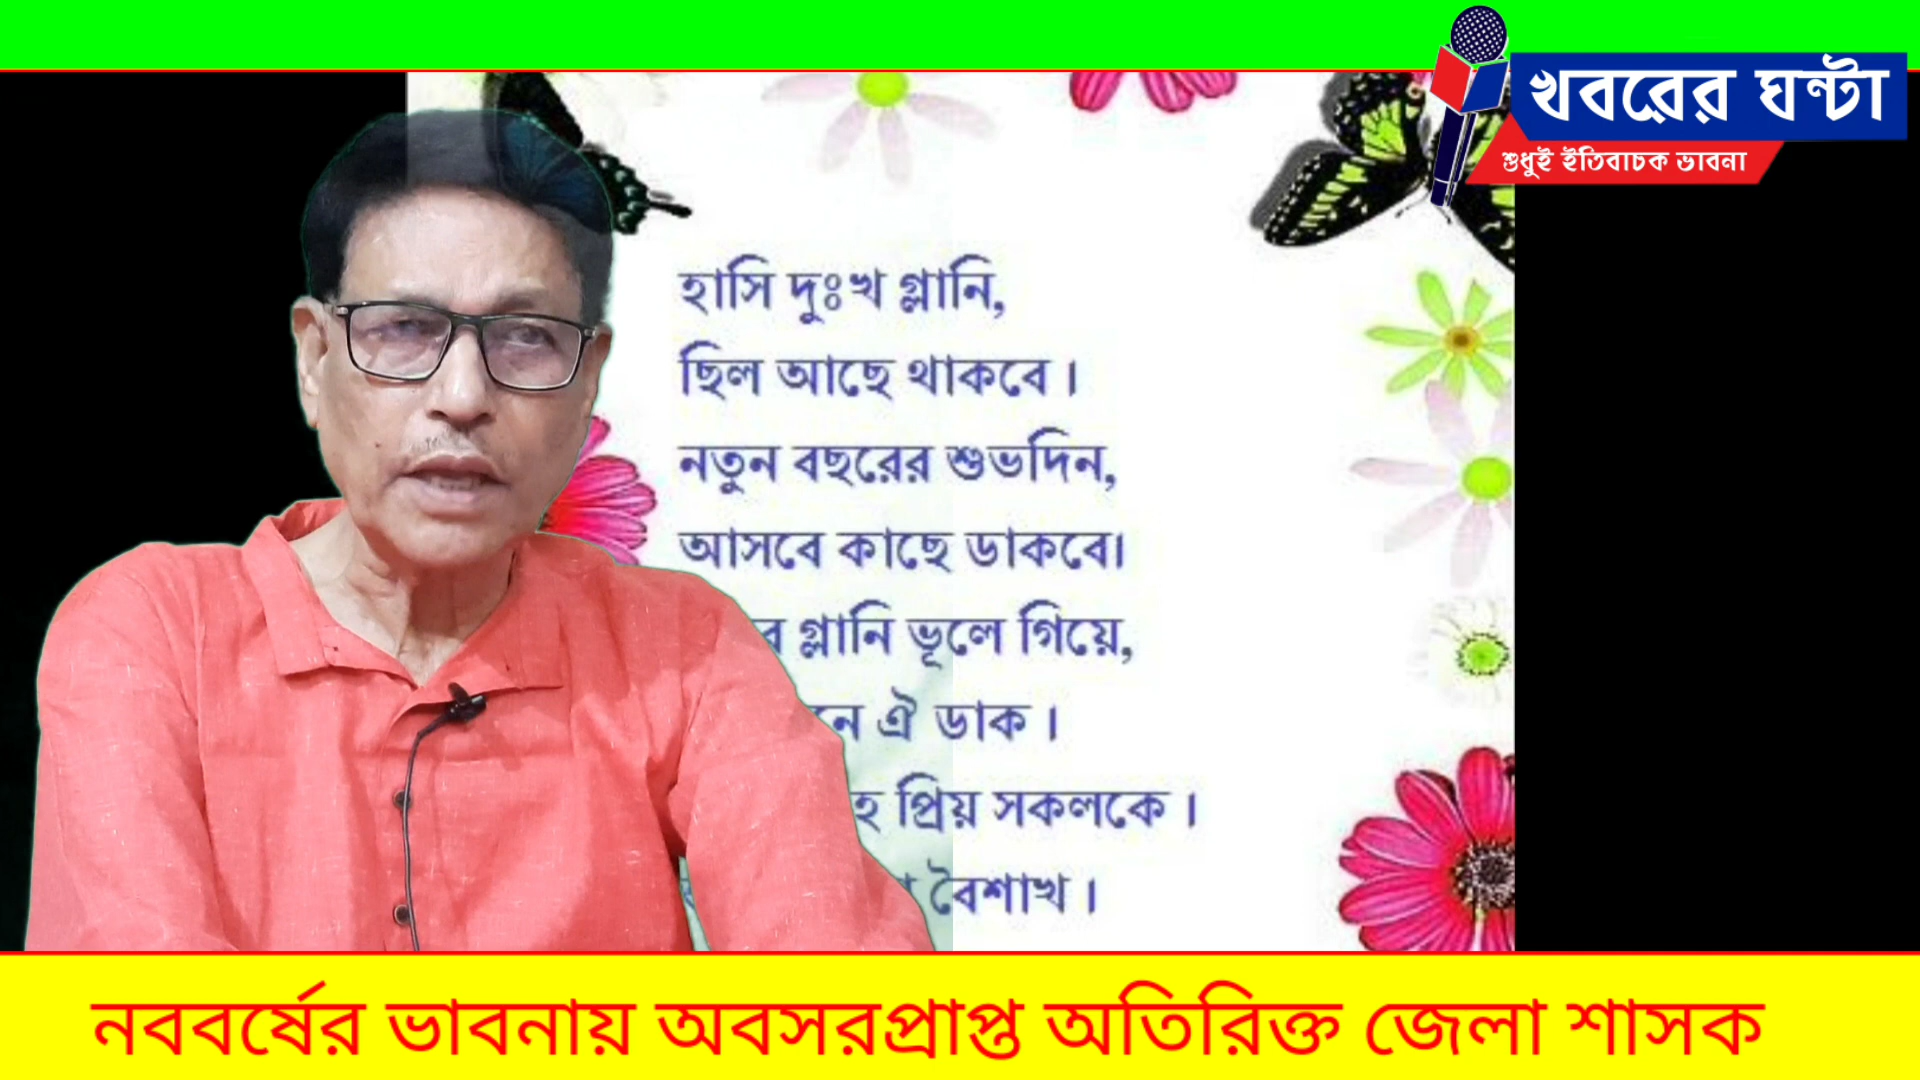 খবরের ঘন্টা
শুধুই ইতিবাচক ভাবনা
হাসি দুঃখ গ্লানি,
ছিল আছে থাকবে।
নতুন বছরের শুভদিন,
আসবে কাছে ডাকবে।
গ্লানি ভূলে গিয়ে,
ঐ ডাক।
প্রিয় সকলকে।
বৈশাখ।
নববর্ষের ভাবনায় অবসরপ্রাপ্ত অতিরিক্ত জেলা শাসক